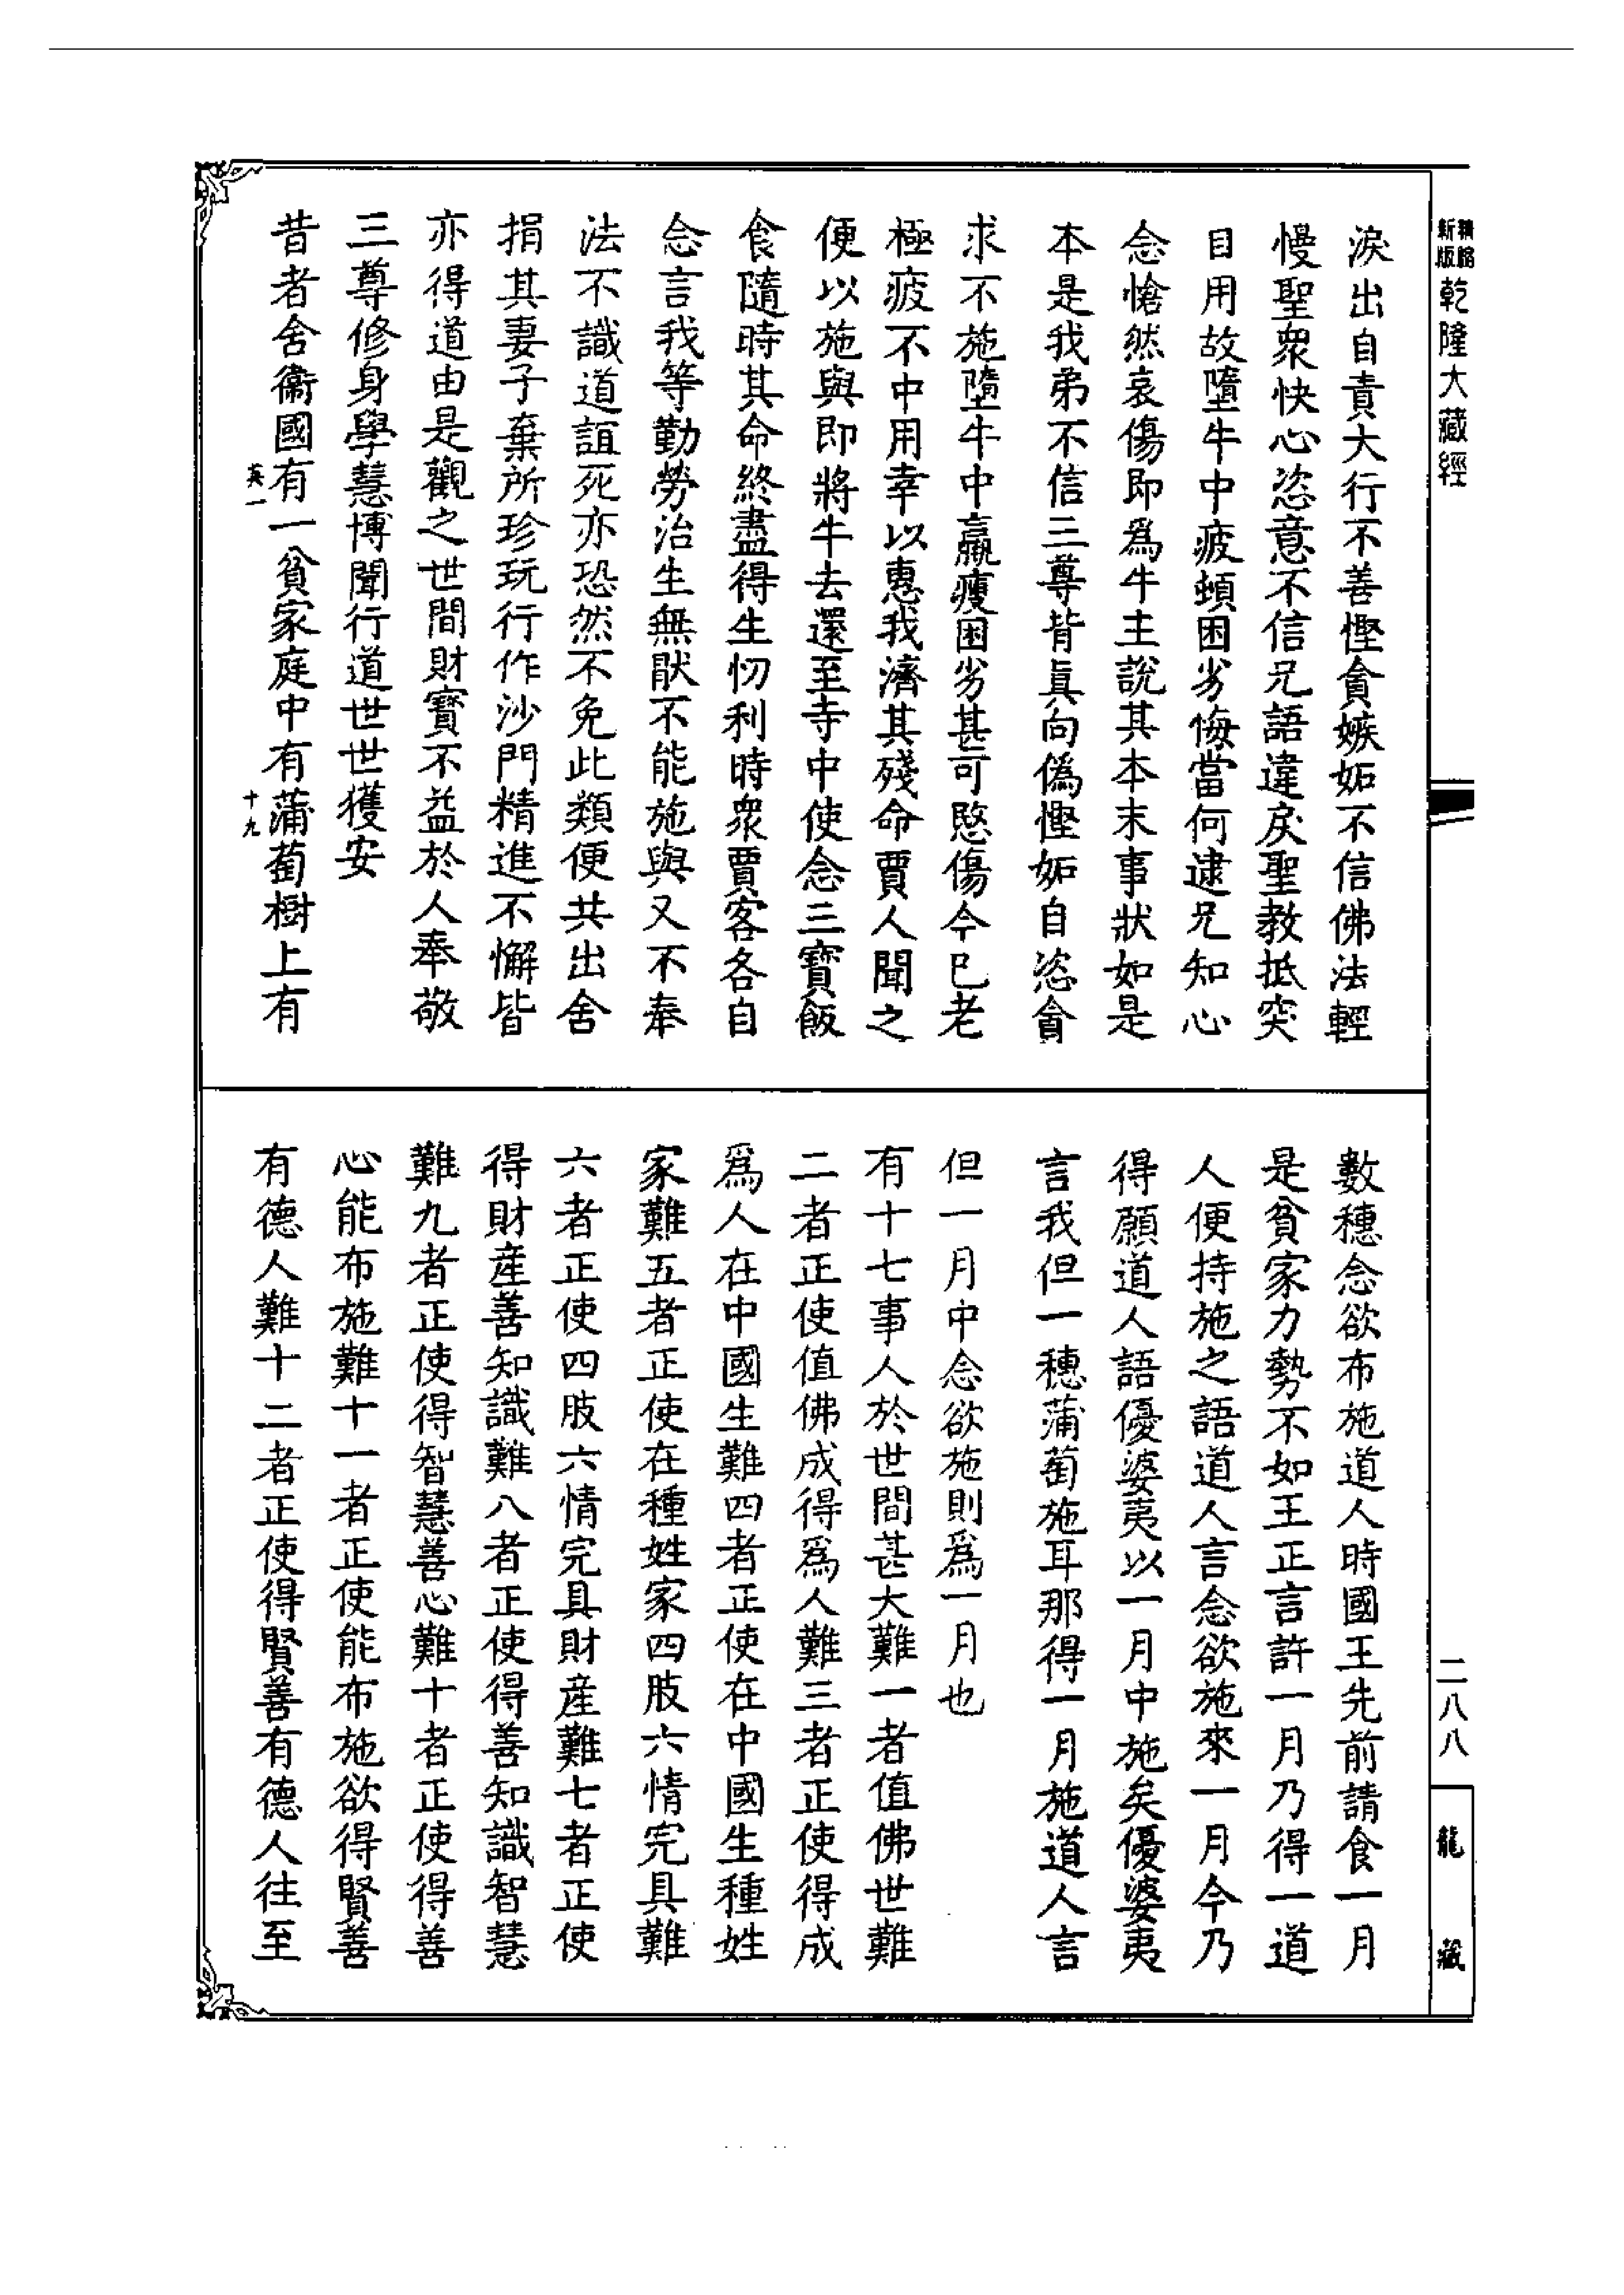 新版
乾隆大藏經
二八八
龍藏
淚出自責大行不善慳貪嫉妬不信佛法輕
慢聖衆快心恣意不信兄語違戾聖教抵突
自用故墮牛中疲頓困劣悔當何逮兄知心
念愴然哀傷即爲牛主說其本末事狀如是
本是我弟不信三尊背眞向僞慳妬自恣貪
求不施墮牛中羸瘦困劣甚可愍傷今巳老
極疲不中用幸以惠我濟其殘命賈人聞之
便以施與即將牛去還至寺中使念三寶飯
食隨時其命終盡得生忉利時衆賈客各自
念言我等勤勞治生無猒不能施與又不奉
法不識道誼死亦恐然不免此類便共出舍
捐其妻子棄所珍玩行作沙門精進不懈皆
亦得道由是觀之世間財寳不益於人奉敬
三尊修身學慧博聞行道世世獲安
昔者舍衞國有一貧家庭中有蒲萄樹上有
英一
十九
數穗念欲布施道人時國王先前請食一月
是貧家力勢不如王正言許一月乃得一道
人便持施之語道人言念欲施來一月今乃
得願道人語優婆夷以一月中施矣優婆夷
言我但一穗蒲萄施耳那得一月施道人言
但一月中念欲施則爲一月也
有十七事人於世間甚大難一者值佛世難
二者正使值佛成得爲人難三者正使得成
爲人在中國生難四者正使在中國生種姓
家難五者正使在種姓家四肢六情完具難
六者正使四肢六情完具財産難七者正使
得財産善知識難八者正使得善知識智慧
難九者正使得智慧善心難十者正使得善
心能布施難十一者正使能布施欲得賢善
有德人難十二者正使得賢善有德人往至